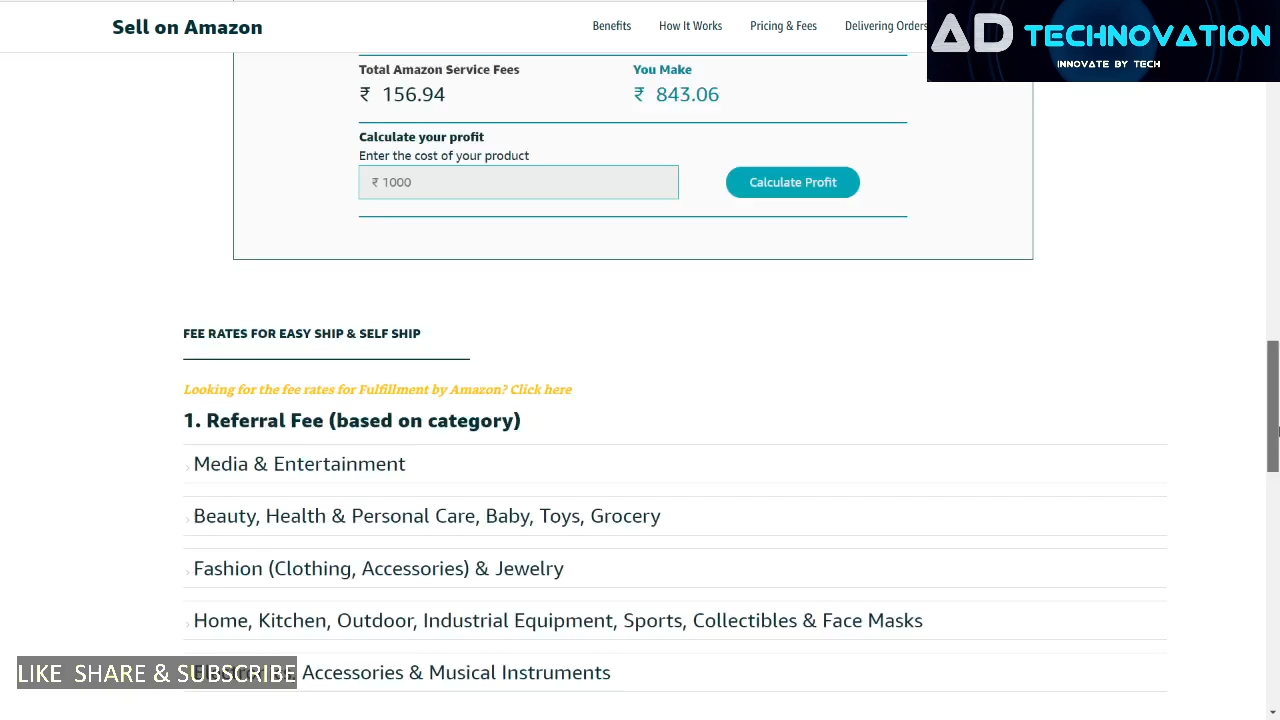 Sell on Amazon
Benefits How It Works Pricing & Fees Delivering Orders
AD TECHNOVATION
INNOVATE BY TECH
Total Amazon Service Fees You Make
₹ 156.94 ₹ 843.06
Calculate your profit
Enter the cost of your product
₹ 1000 Calculate Profit
FEE RATES FOR EASY SHIP & SELF SHIP
Looking for the fee rates for Fulfillment by Amazon? Click here
1. Referral Fee (based on category)
Media & Entertainment
Beauty, Health & Personal Care, Baby, Toys, Grocery
Fashion (Clothing, Accessories) & Jewelry
Home, Kitchen, Outdoor, Industrial Equipment, Sports, Collectibles & Face Masks
Accessories & Musical Instruments
LIKE SHARE & SUBSCRIBE